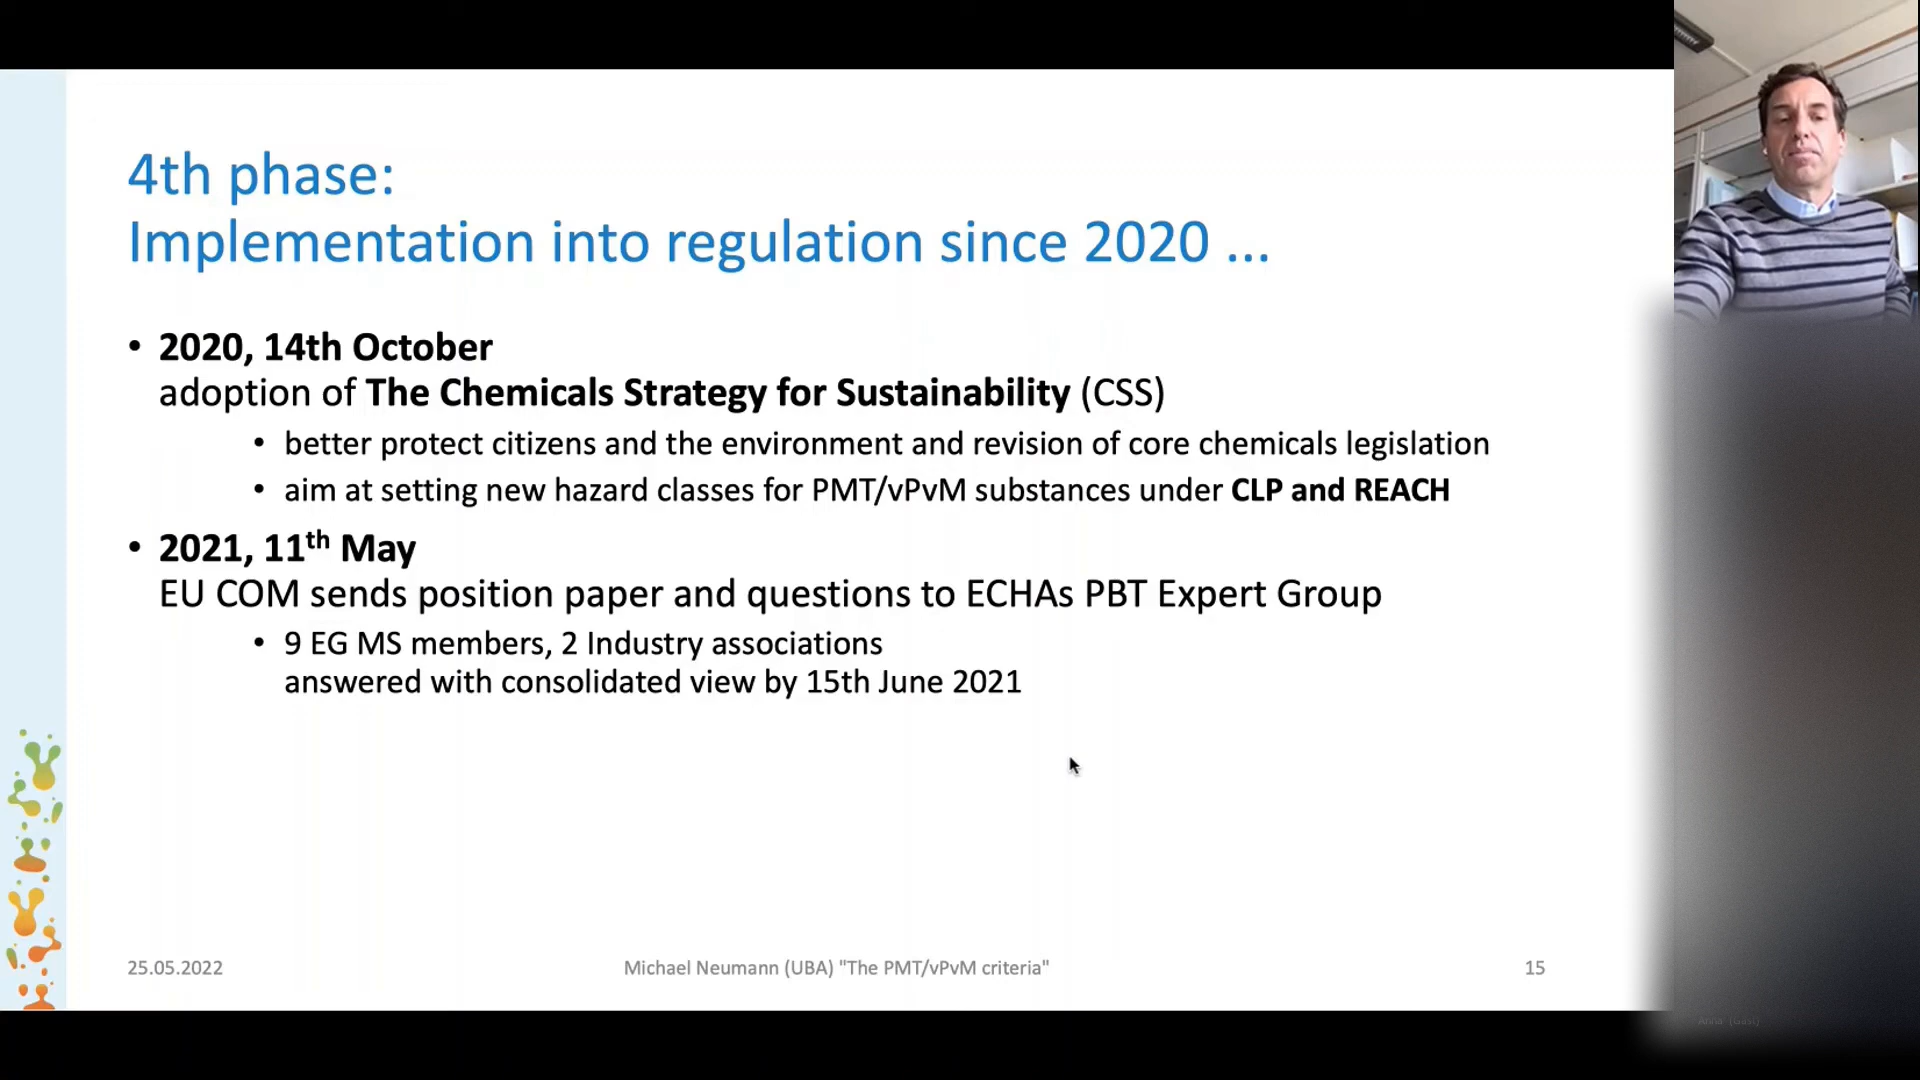 4th phase:
Implementation into regulation since 2020 ...
• 2020, 14th October
adoption of The Chemicals Strategy for Sustainability (CSS)
• better protect citizens and the environment and revision of core chemicals legislation
• aim at setting new hazard classes for PMT/vPvM substances under CLP and REACH
• 2021, 11th May
EU COM sends position paper and questions to ECHAs PBT Expert Group
• 9 EG MS members, 2 Industry associations
answered with consolidated view by 15th June 2021
25.05.2022
Michael Neumann (UBA) "The PMT/vPvM criteria"
15